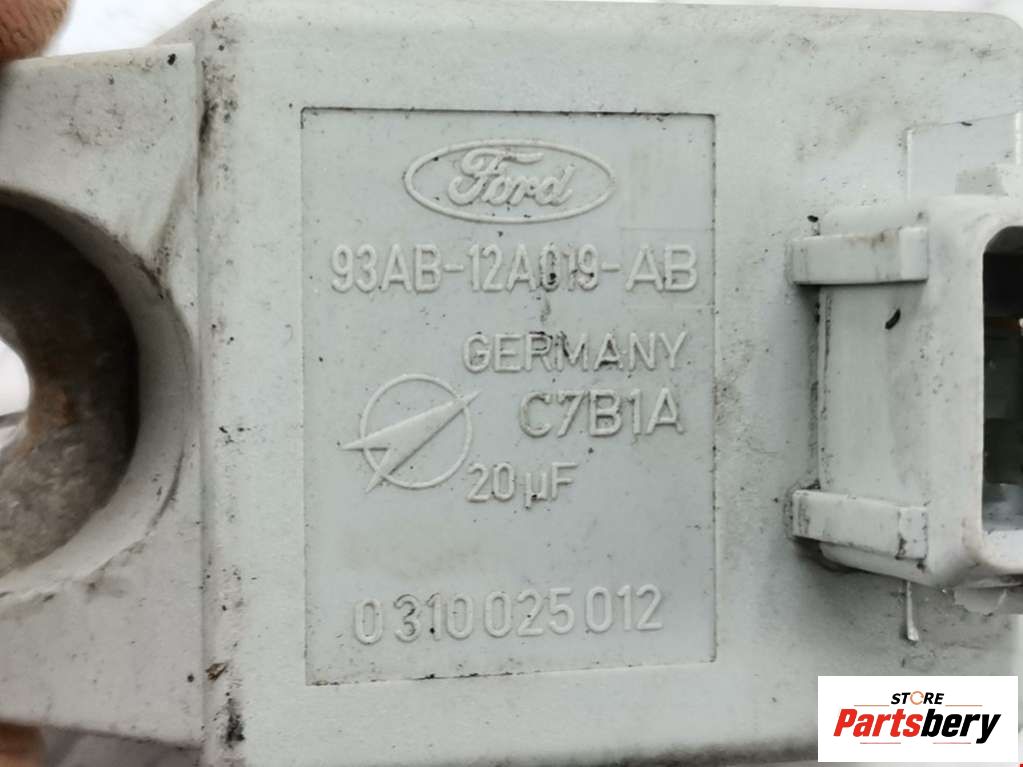 Ford
93AB-12A019-AB
GERMANY
C7B1A
20 µF
0 310 025 012
STORE
Partsbery